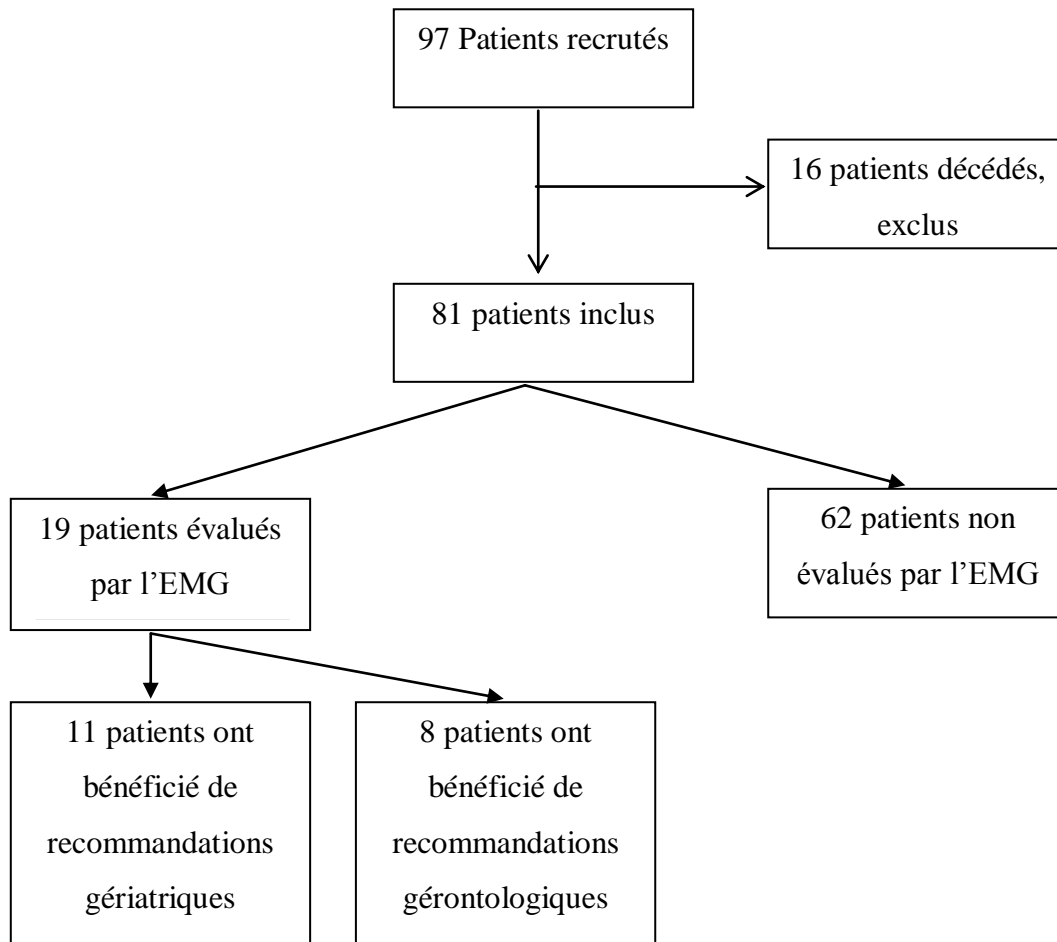 97 Patients recrutés
16 patients décédés,
exclus
81 patients inclus
19 patients évalués
par l’EMG
62 patients non
évalués par l’EMG
11 patients ont
bénéficié de
recommandations
gériatriques
8 patients ont
bénéficié de
recommandations
gérontologiques